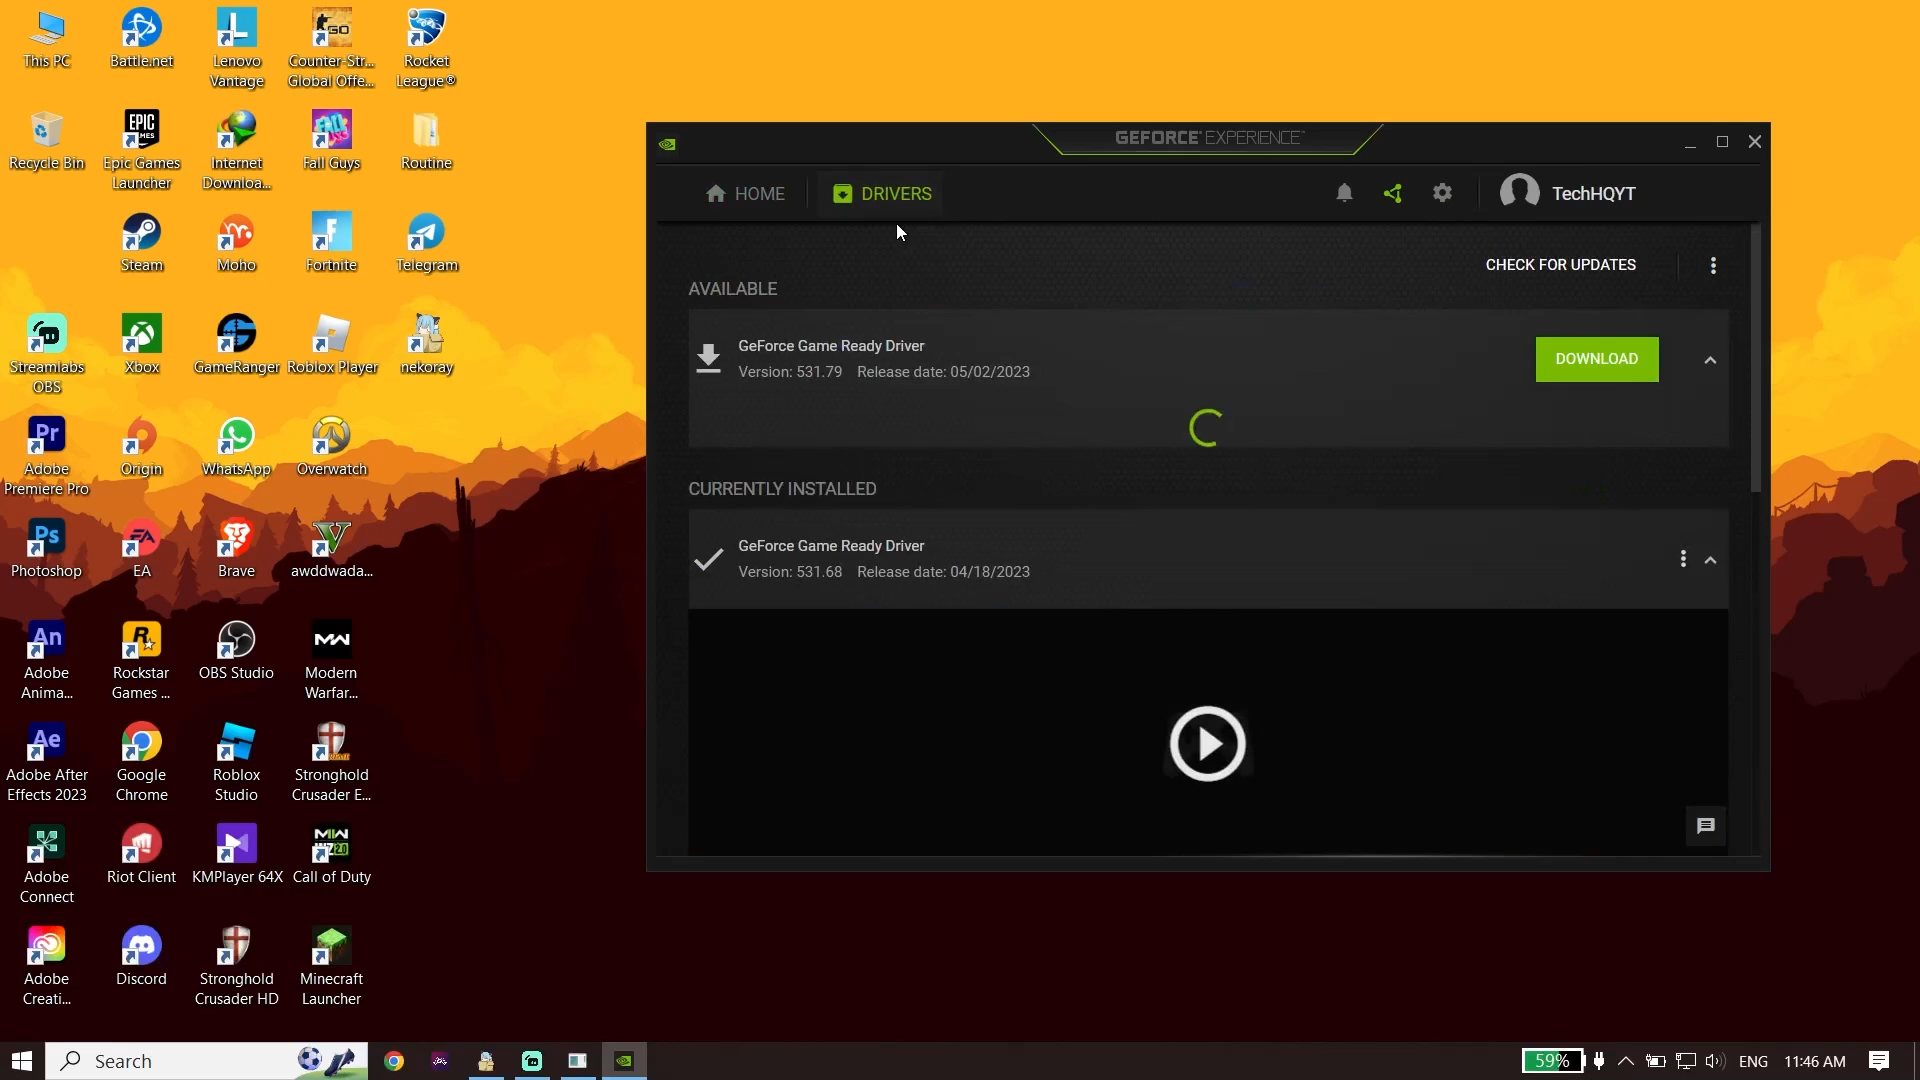 This PC
Battle.net
Lenovo
Vantage
Counter-Str...
Global Offe...
Rocket
League®
Recycle Bin
Epic Games
Launcher
Internet
Downloa...
Fall Guys
Routine
Steam
Moho
Fortnite
Telegram
Streamlabs
OBS
Xbox
GameRanger
Roblox Player
nekoray
Adobe
Premiere Pro
Origin
WhatsApp
Overwatch
Photoshop
EA
Brave
awddwada...
Adobe
Anima...
Rockstar
Games ...
OBS Studio
Modern
Warfar...
Adobe After
Effects 2023
Google
Chrome
Roblox
Studio
Stronghold
Crusader E...
Adobe
Connect
Riot Client
KMPlayer 64X
Call of Duty
Adobe
Creati...
Discord
Stronghold
Crusader HD
Minecraft
Launcher
GEFORCE EXPERIENCE
HOME
DRIVERS
TechHQYT
CHECK FOR UPDATES
AVAILABLE
GeForce Game Ready Driver
Version: 531.79 Release date: 05/02/2023
DOWNLOAD
CURRENTLY INSTALLED
GeForce Game Ready Driver
Version: 531.68 Release date: 04/18/2023
Search
59%
ENG
11:46 AM